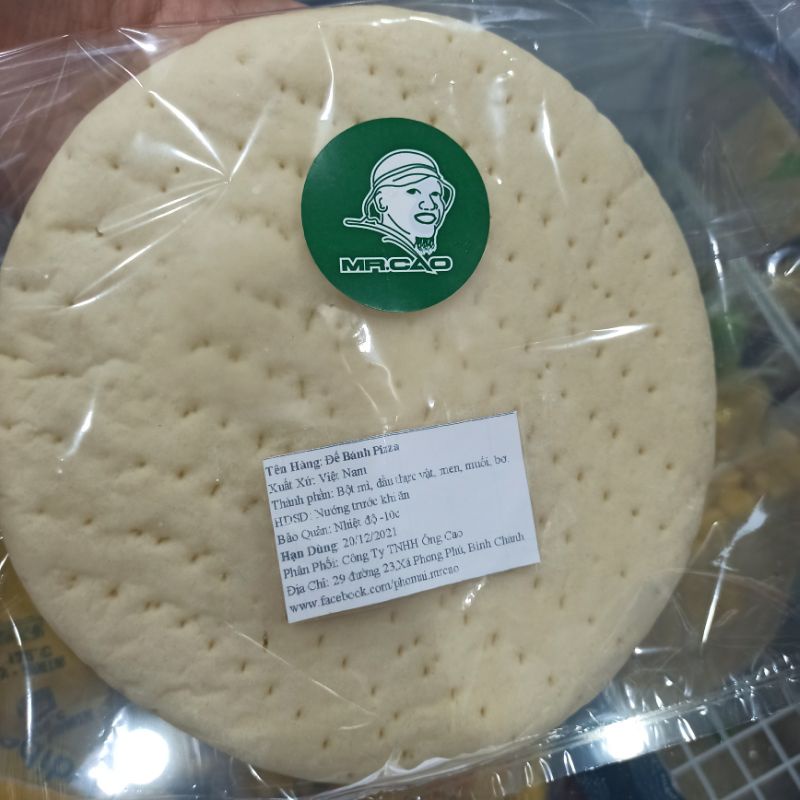 MR.CAO
Tên Hàng: Đế Bánh Pizza
Xuất Xứ: Việt Nam
Thành phần: Bột mì, dầu thực vật, men, muối, bơ.
HDSD: Nướng trước khi ăn
Bảo Quản: Nhiệt độ -10c
Hạn Dùng: 20/12/2021
Phân Phối: Công Ty TNHH Ông Cao
Địa Chỉ: 29 đường 23,Xã Phong Phú, Bình Chánh
www.facebook.com/phomai.mrcao